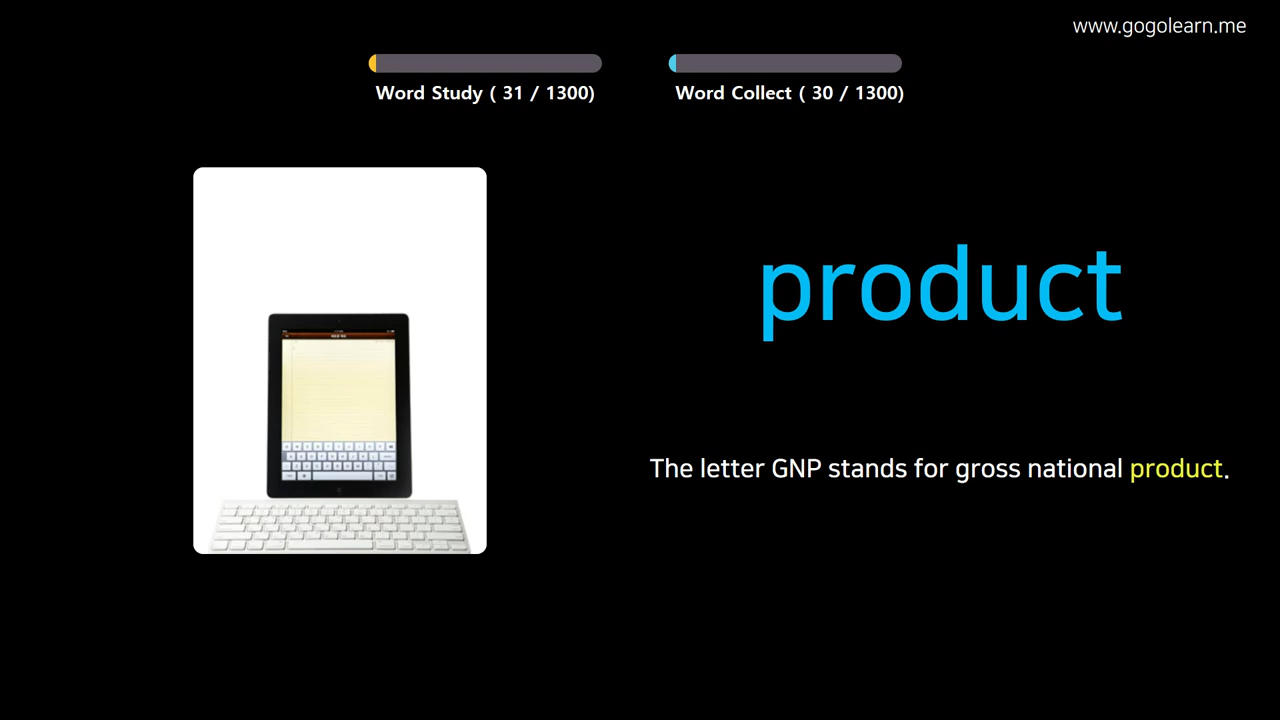 www.gogolearn.me
Word Study ( 31 / 1300)
Word Collect ( 30 / 1300)
product
The letter GNP stands for gross national product.